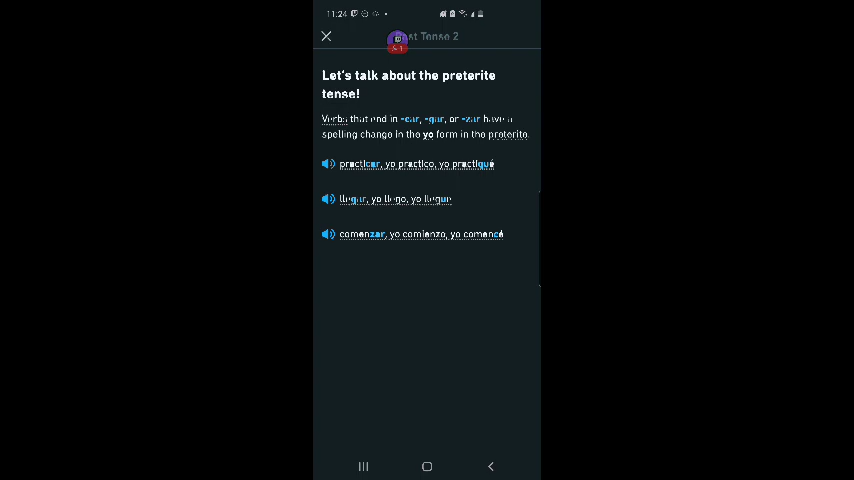 11:24
Past Tense 2
Let's talk about the preterite
tense!
Verbs that end in -car, -gar, or -zar have a
spelling change in the yo form in the preterite.
practicar, yo practico, yo practiqué
llegar, yo llego, yo llegue
comenzar, yo comienzo, yo comencé